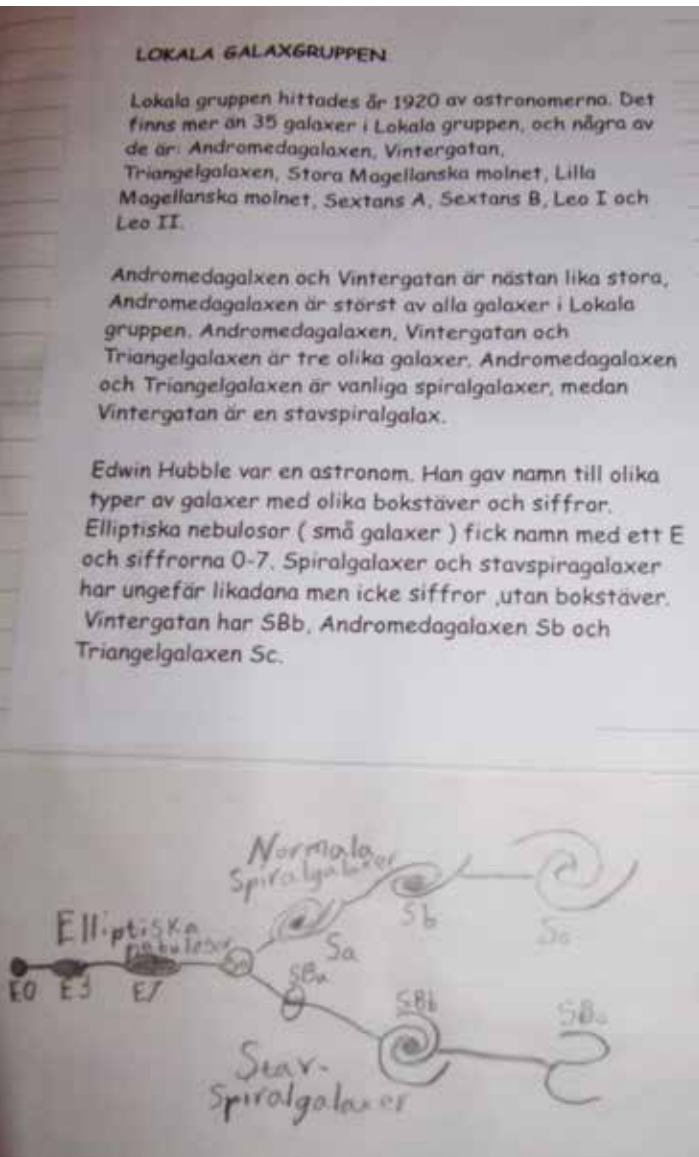 LOKALA GALAXGRUPPEN
Lokala gruppen hittades år 1920 av astronomerna. Det
finns mer än 35 galaxer i Lokala gruppen, och några av
de är: Andromedagalaxen, Vintergatan,
Triangelgalaxen, Stora Magellanska molnet, Lilla
Magellanska molnet, Sextans A, Sextans B, Leo I och
Leo II.
Andromedagalxen och Vintergatan är nästan lika stora,
Andromedagalaxen är störst av alla galaxer i Lokala
gruppen. Andromedagalaxen, Vintergatan och
Triangelgalaxen är tre olika galaxer. Andromedagalaxen
och Triangelgalaxen är vanliga spiralgalaxer, medan
Vintergatan är en stavspiralgalax.
Edwin Hubble var en astronom. Han gav namn till olika
typer av galaxer med olika bokstäver och siffror.
Elliptiska nebulosor ( små galaxer ) fick namn med ett E
och siffrorna 0-7. Spiralgalaxer och stavspiragalaxer
har ungefär likadana men icke siffror ,utan bokstäver.
Vintergatan har SBb, Andromedagalaxen Sb och
Triangelgalaxen Sc.
Normala
Spiralgalaxer
Elliptiska
nebulosor
Sa
Sb
Sc
E0 E3 E7
SBa
SBb
SBc
Stav-
Spiralgalaxer